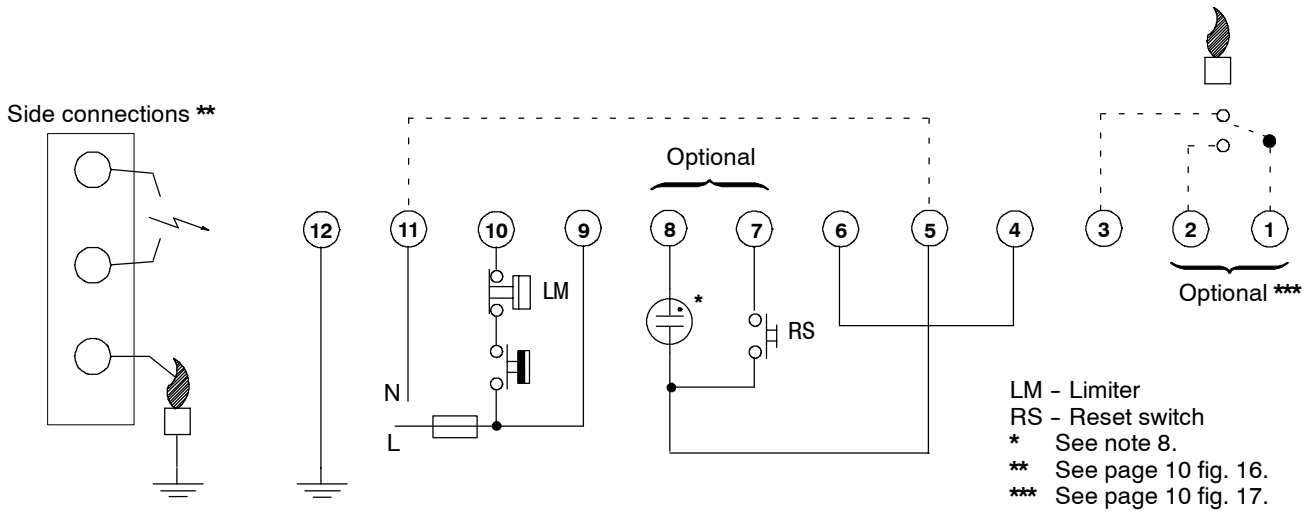 Side connections **
Optional
12
11
10
9
8
7
6
5
4
3
2
1
Optional ***
LM
*
RS
N
L
LM - Limiter
RS - Reset switch
* See note 8.
** See page 10 fig. 16.
*** See page 10 fig. 17.